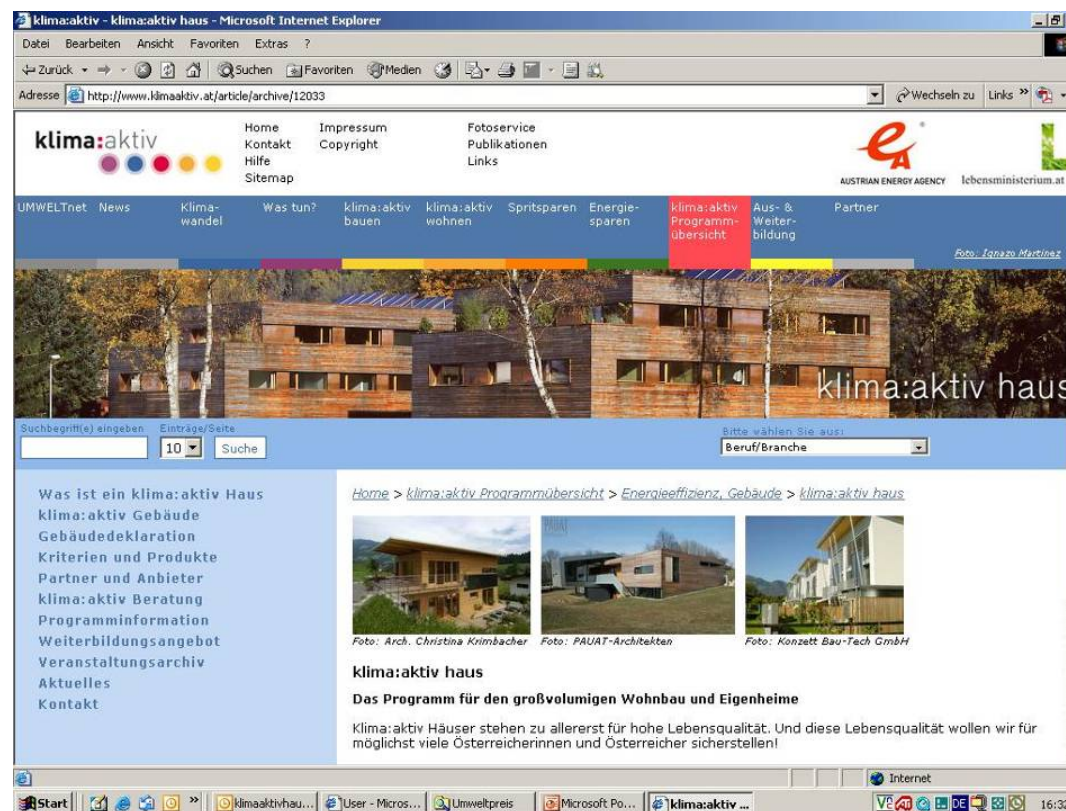 klima:aktiv - klima:aktiv haus - Microsoft Internet Explorer
Datei Bearbeiten Ansicht Favoriten Extras ?
Zurück Suchen Favoriten Medien
Adresse http://www.klimaaktiv.at/article/archive/12033 Wechseln zu Links »
klima:aktiv
Home Impressum Fotoservice
Kontakt Copyright Publikationen
Hilfe Links
Sitemap
AUSTRIAN ENERGY AGENCY lebensministerium.at
UMWELTnet News Klima- Was tun? klima:aktiv klima:aktiv Spritsparen Energie- klima:aktiv Aus- & Partner
wandel bauen wohnen sparen Programm- Weiter-
übersicht bildung
Foto: Ignazo Martinez
klima:aktiv haus
Suchbegriff(e) eingeben Einträge/Seite Bitte wählen Sie aus:
10 Suche Beruf/Branche
Was ist ein klima:aktiv Haus
klima:aktiv Gebäude
Gebäudedeklaration
Kriterien und Produkte
Partner und Anbieter
klima:aktiv Beratung
Programminformation
Weiterbildungsangebot
Veranstaltungsarchiv
Aktuelles
Kontakt
Home > klima:aktiv Programmübersicht > Energieeffizienz, Gebäude > klima:aktiv haus
PAUAT
Foto: Arch. Christina Krimbacher Foto: PAUAT-Architekten Foto: Konzett Bau-Tech GmbH
klima:aktiv haus
Das Programm für den großvolumigen Wohnbau und Eigenheime
Klima:aktiv Häuser stehen zu allererst für hohe Lebensqualität. Und diese Lebensqualität wollen wir für
möglichst viele Österreicherinnen und Österreicher sicherstellen!
Internet
Start » klimaaktivhau... User - Micros... Umweltpreis Microsoft Po... klima:aktiv ... DE 16:32